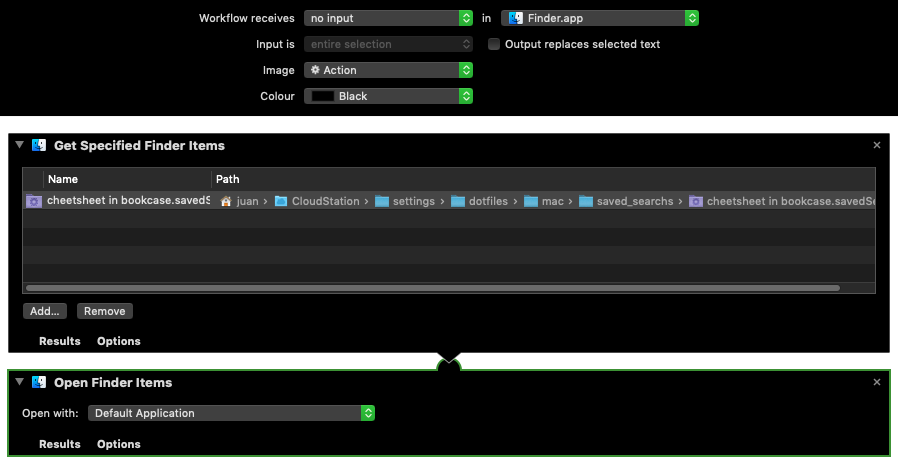 Workflow receives no input in Finder.app
Input is entire selection Output replaces selected text
Image Action
Colour Black
Get Specified Finder Items
Name Path
cheetsheet in bookcase.savedS juan › CloudStation › settings › dotfiles › mac › saved_searchs › cheetsheet in bookcase.savedSe
Add... Remove
Results Options
Open Finder Items
Open with: Default Application
Results Options